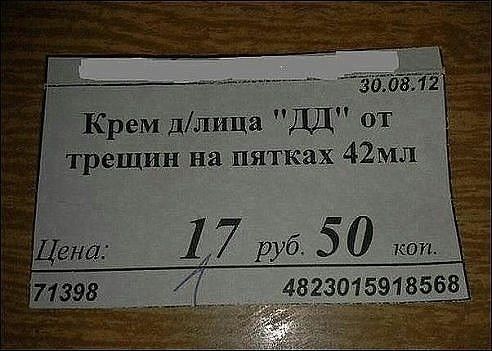 30.08.12
Крем д/лица "ДД" от
трещин на пятках 42мл
Цена: 17 руб. 50 коп.
71398 4823015918568